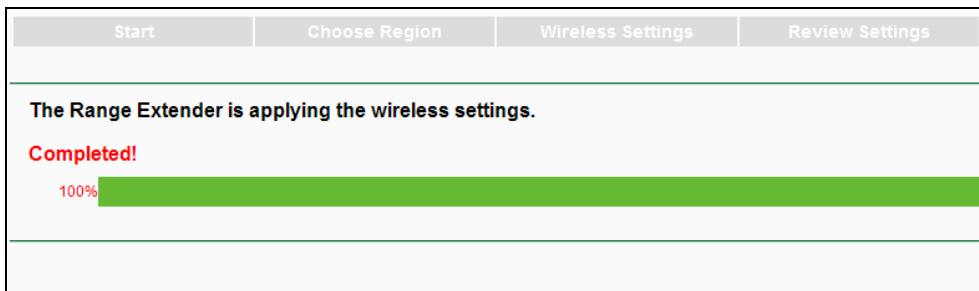 Start Choose Region Wireless Settings Review Settings
The Range Extender is applying the wireless settings.
Completed!
100%